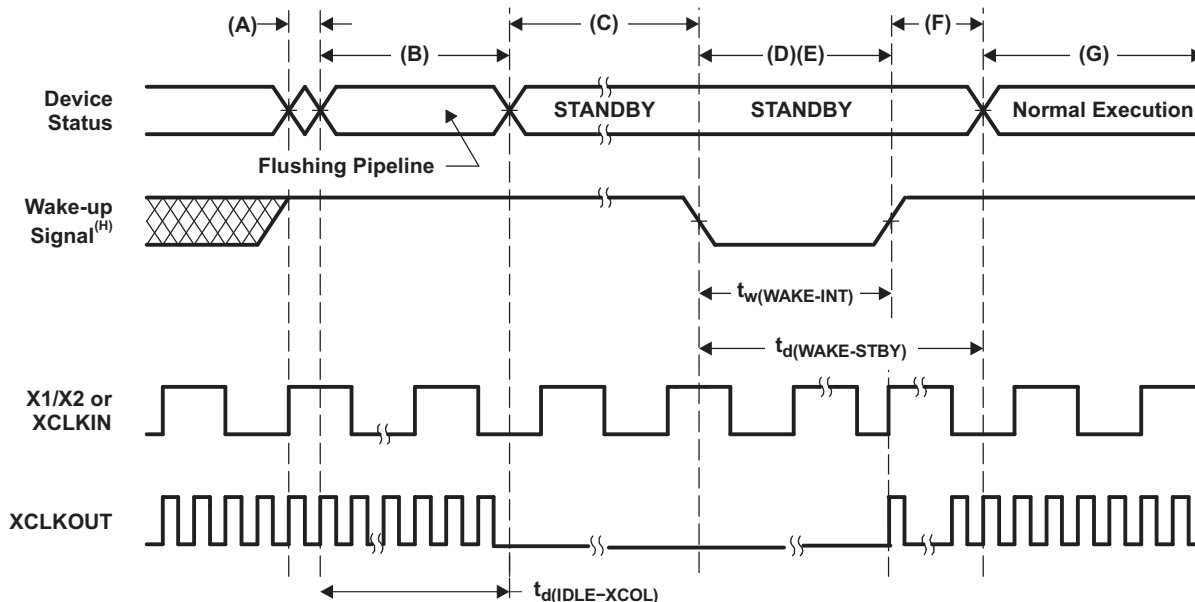 (A)
(C)
(F)
(B)
(D)(E)
(G)
Device
Status
STANDBY
STANDBY
Normal Execution
Flushing Pipeline
Wake-up
Signal(H)
tw(WAKE-INT)
td(WAKE-STBY)
X1/X2 or
XCLKIN
XCLKOUT
td(IDLE−XCOL)